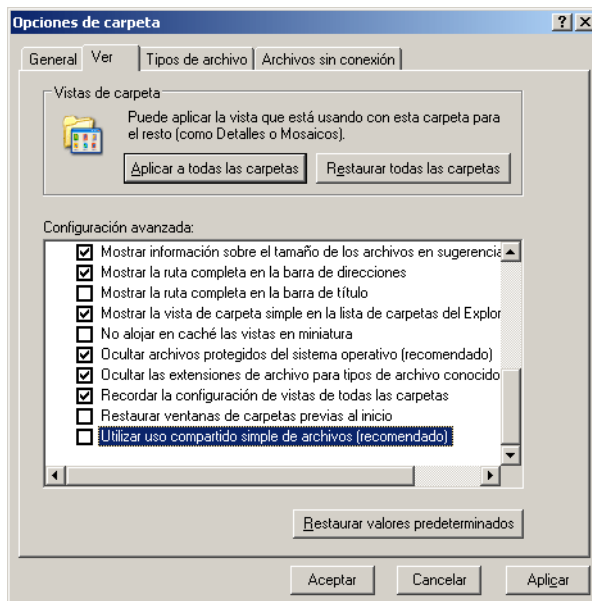 Opciones de carpeta
General Ver Tipos de archivo Archivos sin conexión
Vistas de carpeta
Puede aplicar la vista que está usando con esta carpeta para
el resto (como Detalles o Mosaicos).
Aplicar a todas las carpetas Restaurar todas las carpetas
Configuración avanzada:
Mostrar información sobre el tamaño de los archivos en sugerencia
Mostrar la ruta completa en la barra de direcciones
Mostrar la ruta completa en la barra de título
Mostrar la vista de carpeta simple en la lista de carpetas del Explor
No alojar en caché las vistas en miniatura
Ocultar archivos protegidos del sistema operativo (recomendado)
Ocultar las extensiones de archivo para tipos de archivo conocido
Recordar la configuración de vistas de todas las carpetas
Restaurar ventanas de carpetas previas al inicio
Utilizar uso compartido simple de archivos (recomendado)
Restaurar valores predeterminados
Aceptar Cancelar Aplicar